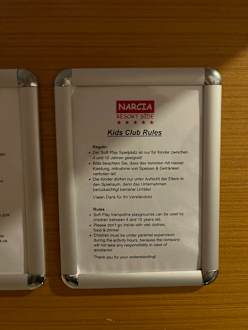 NARCIA
RESORT SIDE
★★★★★
Kids Club Rules
Regeln
• Der Soft Play Spielplatz ist nur für Kinder zwischen
4 und 10 Jahren geeignet!
• Bitte beachten Sie, dass das betreten mit nasser
Kleidung, mitnahme von Speisen & Getränken
verboten ist!
• Die Kinder dürfen nur unter Aufsicht der Eltern in
den Spielraum, denn das Unternehmen
berücksichtigt keinerlei Unfälle!
Vielen Dank für Ihr Verständnis
Rules
• Soft Play trampoline playgrounds can be used by
children between 4 and 10 years old.
• Please don't go inside with wet clothes,
food & drinks!
• Children must be under parental supervision
during the activity hours, because the company
will not take any responsibility in case of
accidents!
Thank you for your understanding!